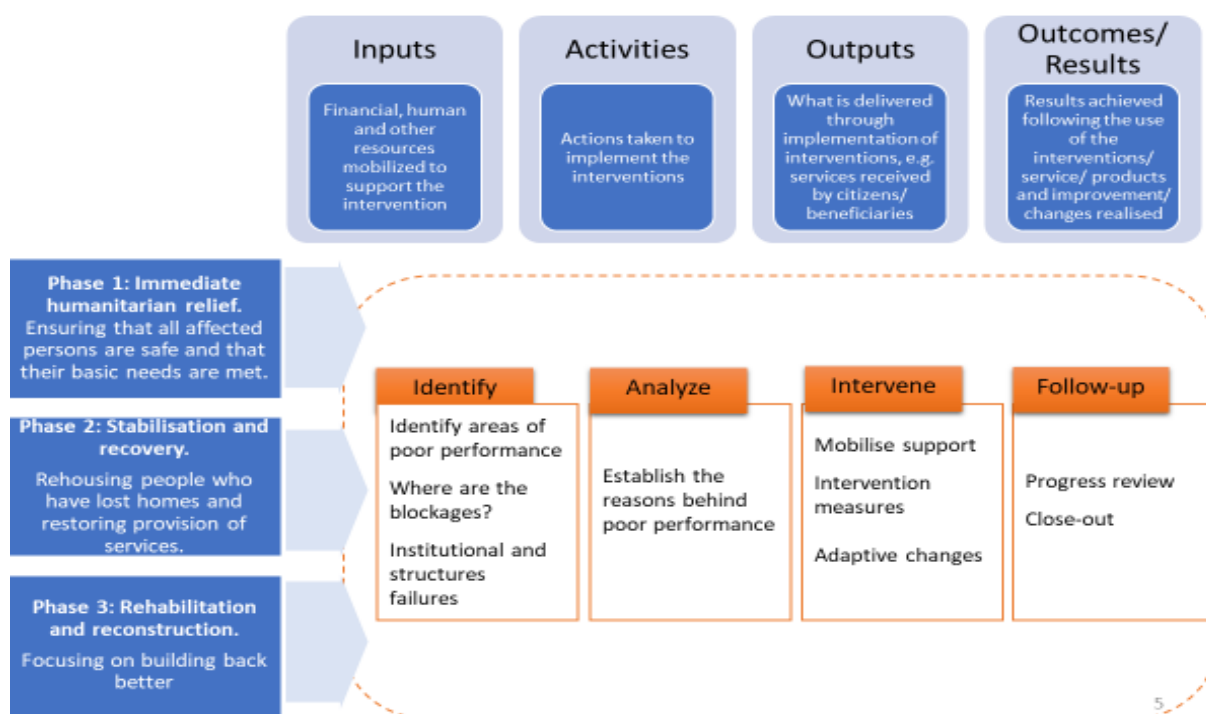 Inputs
Financial, human
and other
resources
mobilized to
support the
intervention
Activities
Actions taken to
implement the
interventions
Outputs
What is delivered
through
implementation of
interventions, e.g.
services received
by citizens/
beneficiaries
Outcomes/
Results
Results achieved
following the use
of the
interventions/
service/ products
and improvement/
changes realised
Phase 1: Immediate
humanitarian relief.
Ensuring that all affected
persons are safe and that
their basic needs are met.
Phase 2: Stabilisation and
recovery.
Rehousing people who
have lost homes and
restoring provision of
services.
Phase 3: Rehabilitation
and reconstruction.
Focusing on building back
better
Identify
Identify areas of
poor performance
Where are the
blockages?
Institutional and
structures
failures
Analyze
Establish the
reasons behind
poor performance
Intervene
Mobilise support
Intervention
measures
Adaptive changes
Follow-up
Progress review
Close-out
5